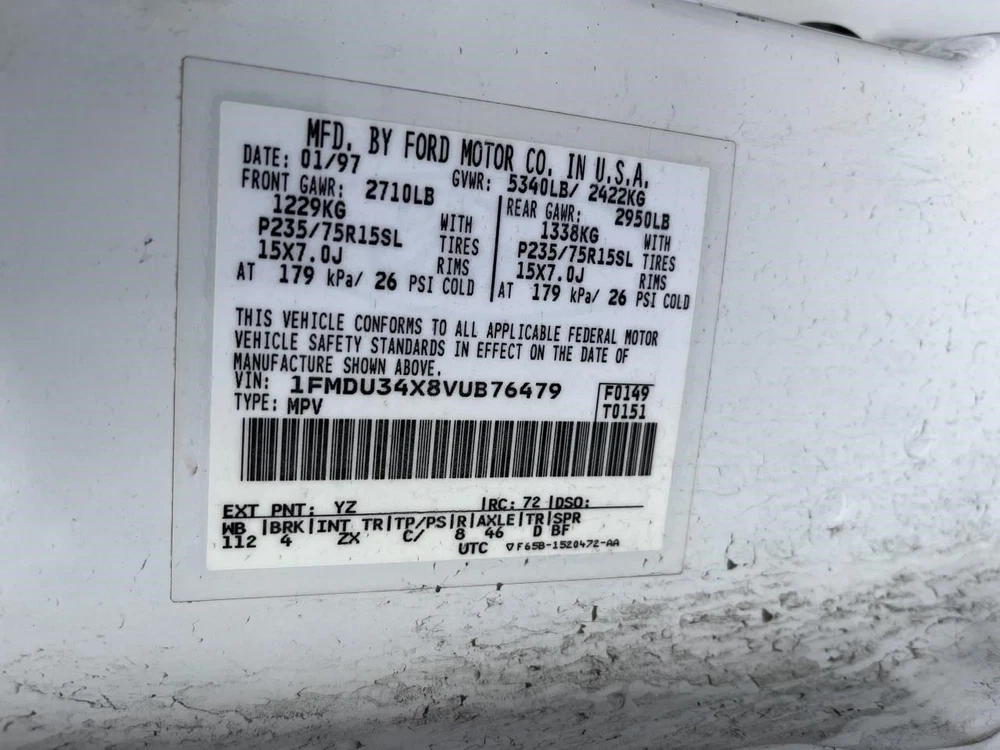 MFD. BY FORD MOTOR CO. IN U.S.A.
DATE: 01/97 GVWR: 5340LB/ 2422KG
FRONT GAWR: 2710LB REAR GAWR: 2950LB
1229KG WITH 1338KG WITH
P235/75R15SL TIRES P235/75R15SL TIRES
15X7.0J RIMS 15X7.0J RIMS
AT 179 kPa/ 26 PSI COLD AT 179 kPa/ 26 PSI COLD
THIS VEHICLE CONFORMS TO ALL APPLICABLE FEDERAL MOTOR
VEHICLE SAFETY STANDARDS IN EFFECT ON THE DATE OF
MANUFACTURE SHOWN ABOVE.
VIN: 1FMDU34X8VUB76479 F0149
TYPE: MPV T0151
EXT PNT: YZ RC: 72 DSO:
WB BRK INT TR TP/PS R AXLE TR SPR
112 4 ZX C/ 8 46 D BF
UTC ▽F65B-1520472-AA